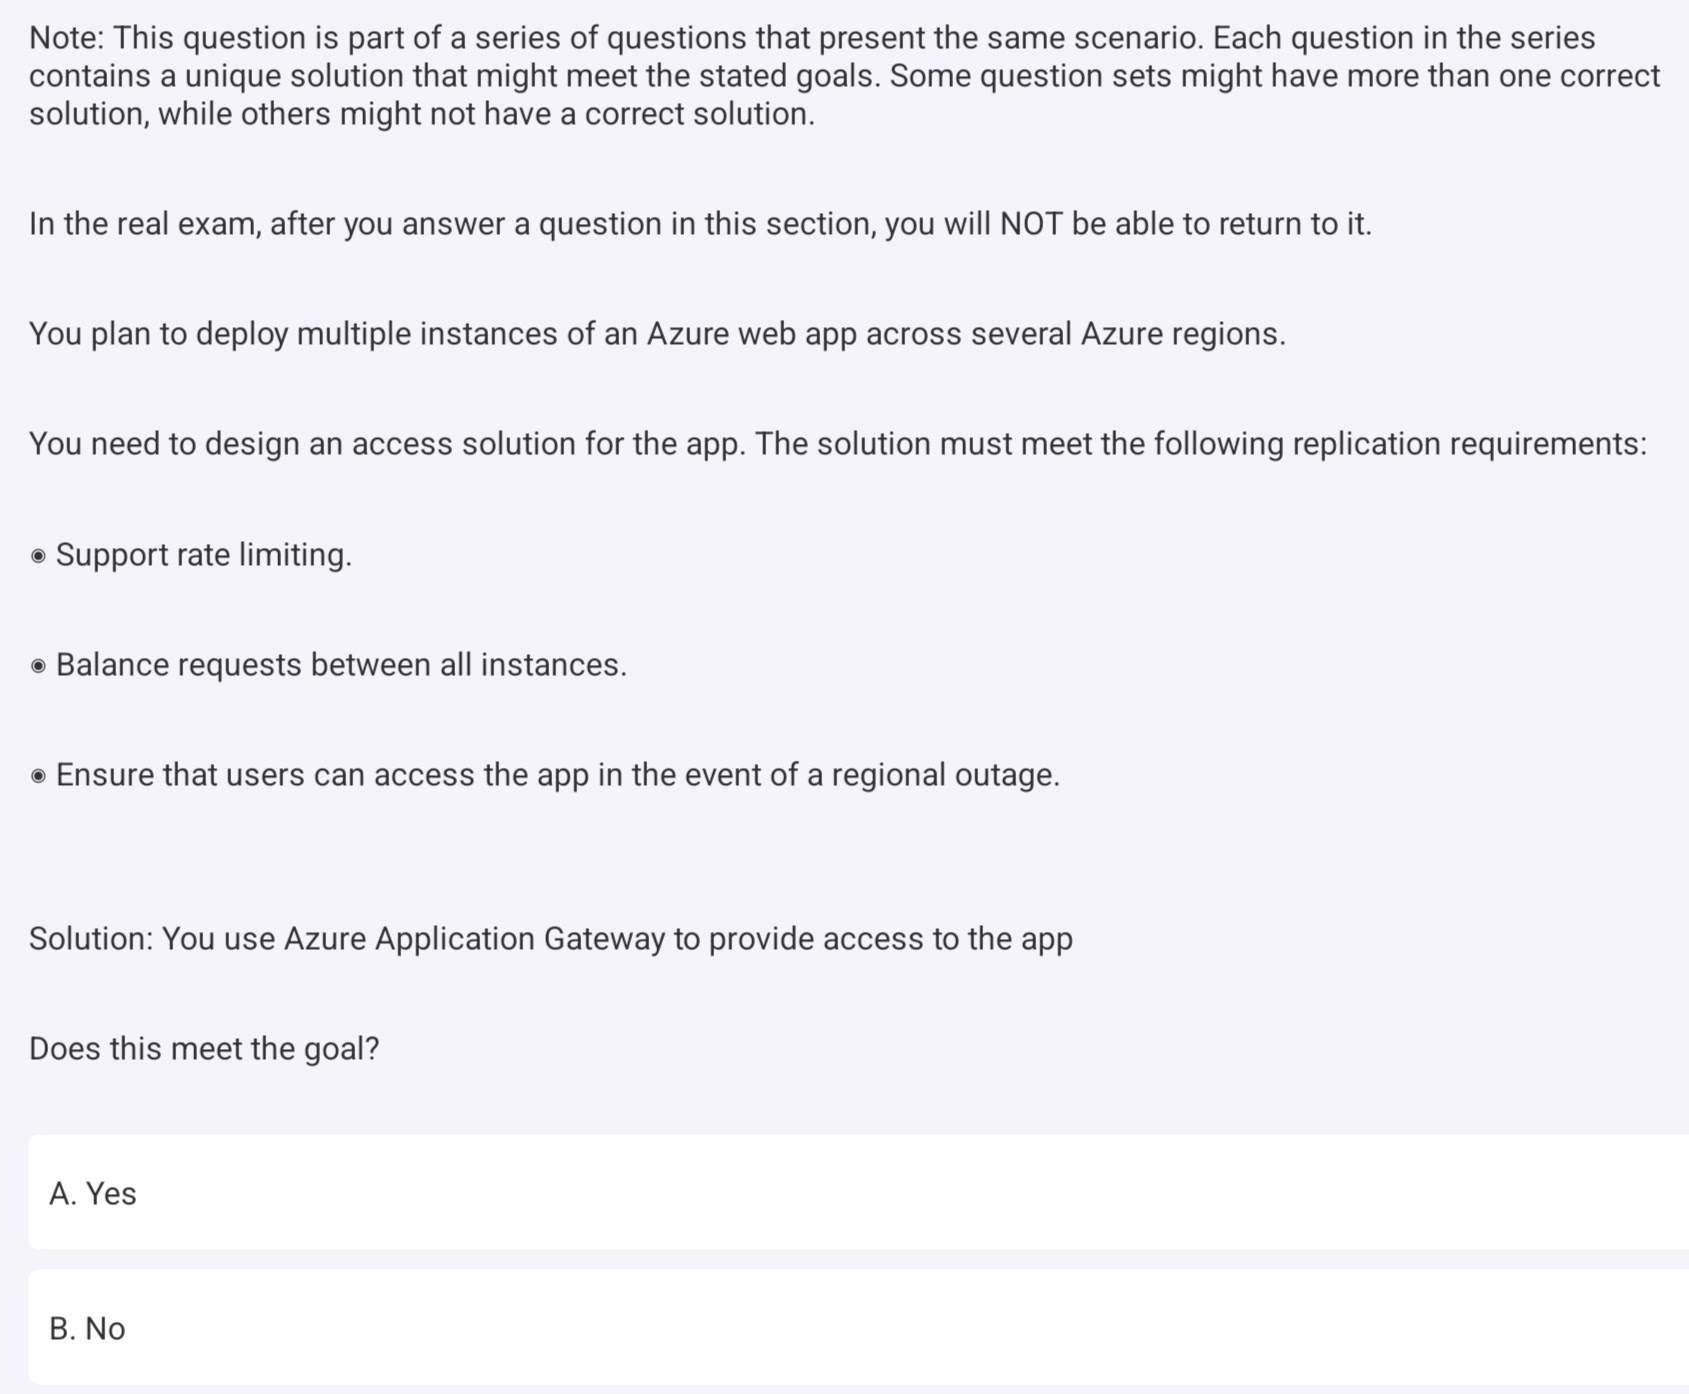 Note: This question is part of a series of questions that present the same scenario. Each question in the series
contains a unique solution that might meet the stated goals. Some question sets might have more than one correct
solution, while others might not have a correct solution.
In the real exam, after you answer a question in this section, you will NOT be able to return to it.
You plan to deploy multiple instances of an Azure web app across several Azure regions.
You need to design an access solution for the app. The solution must meet the following replication requirements:
◉ Support rate limiting.
◉ Balance requests between all instances.
◉ Ensure that users can access the app in the event of a regional outage.
Solution: You use Azure Application Gateway to provide access to the app
Does this meet the goal?
A. Yes
B. No